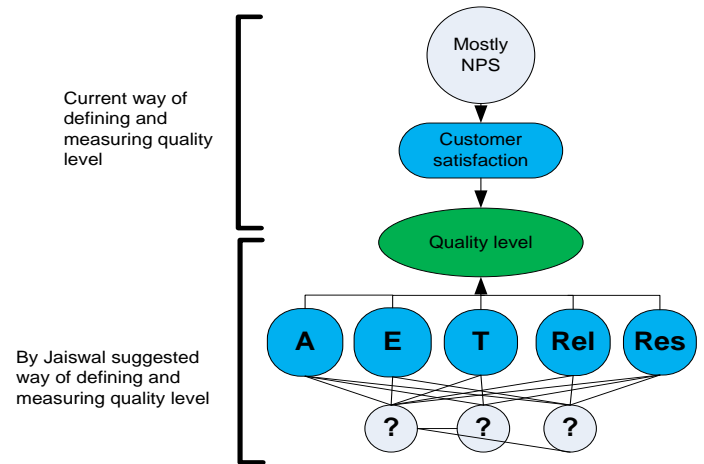 Mostly
NPS
Current way of
defining and
measuring quality
level
Customer
satisfaction
Quality level
A E T Rel Res
By Jaiswal suggested
way of defining and
measuring quality level
? ? ?